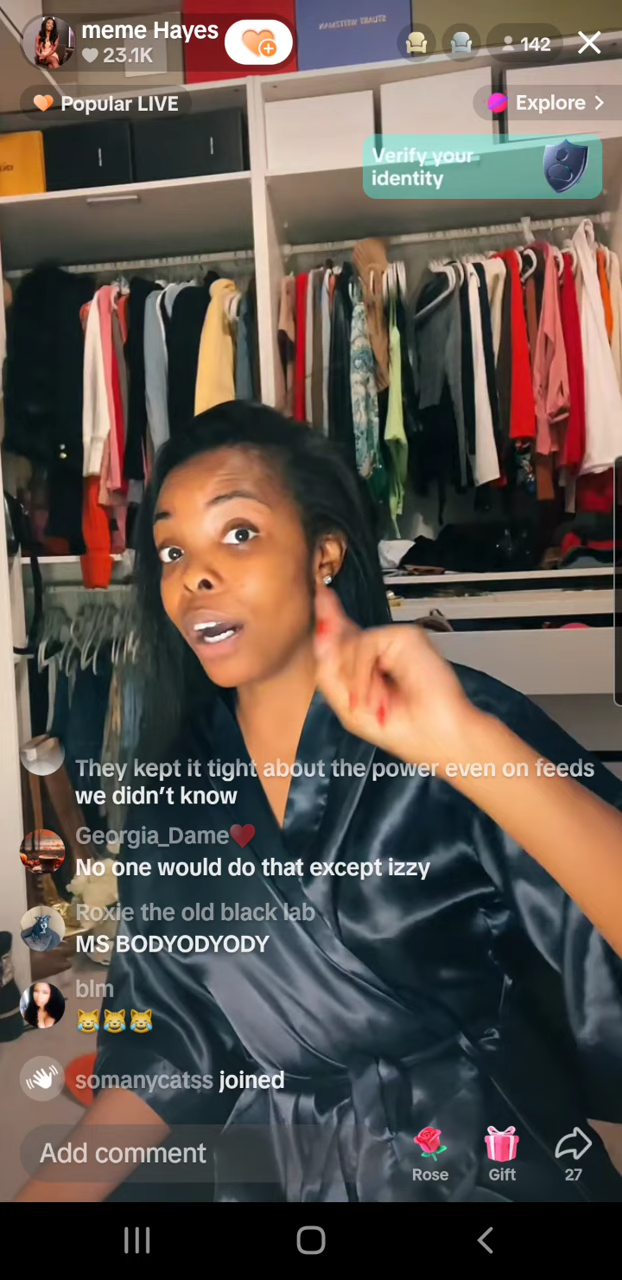 STUART WEITZMAN
meme Hayes
23.1K
142
Popular LIVE
Explore
Verify your
identity
They kept it tight about the power even on feeds
we didn’t know
Georgia_Dame❤️
No one would do that except izzy
Roxie the old black lab
MS BODYODYODY
blm
😹😹😹
somanycatss joined
Add comment
Rose
Gift
27